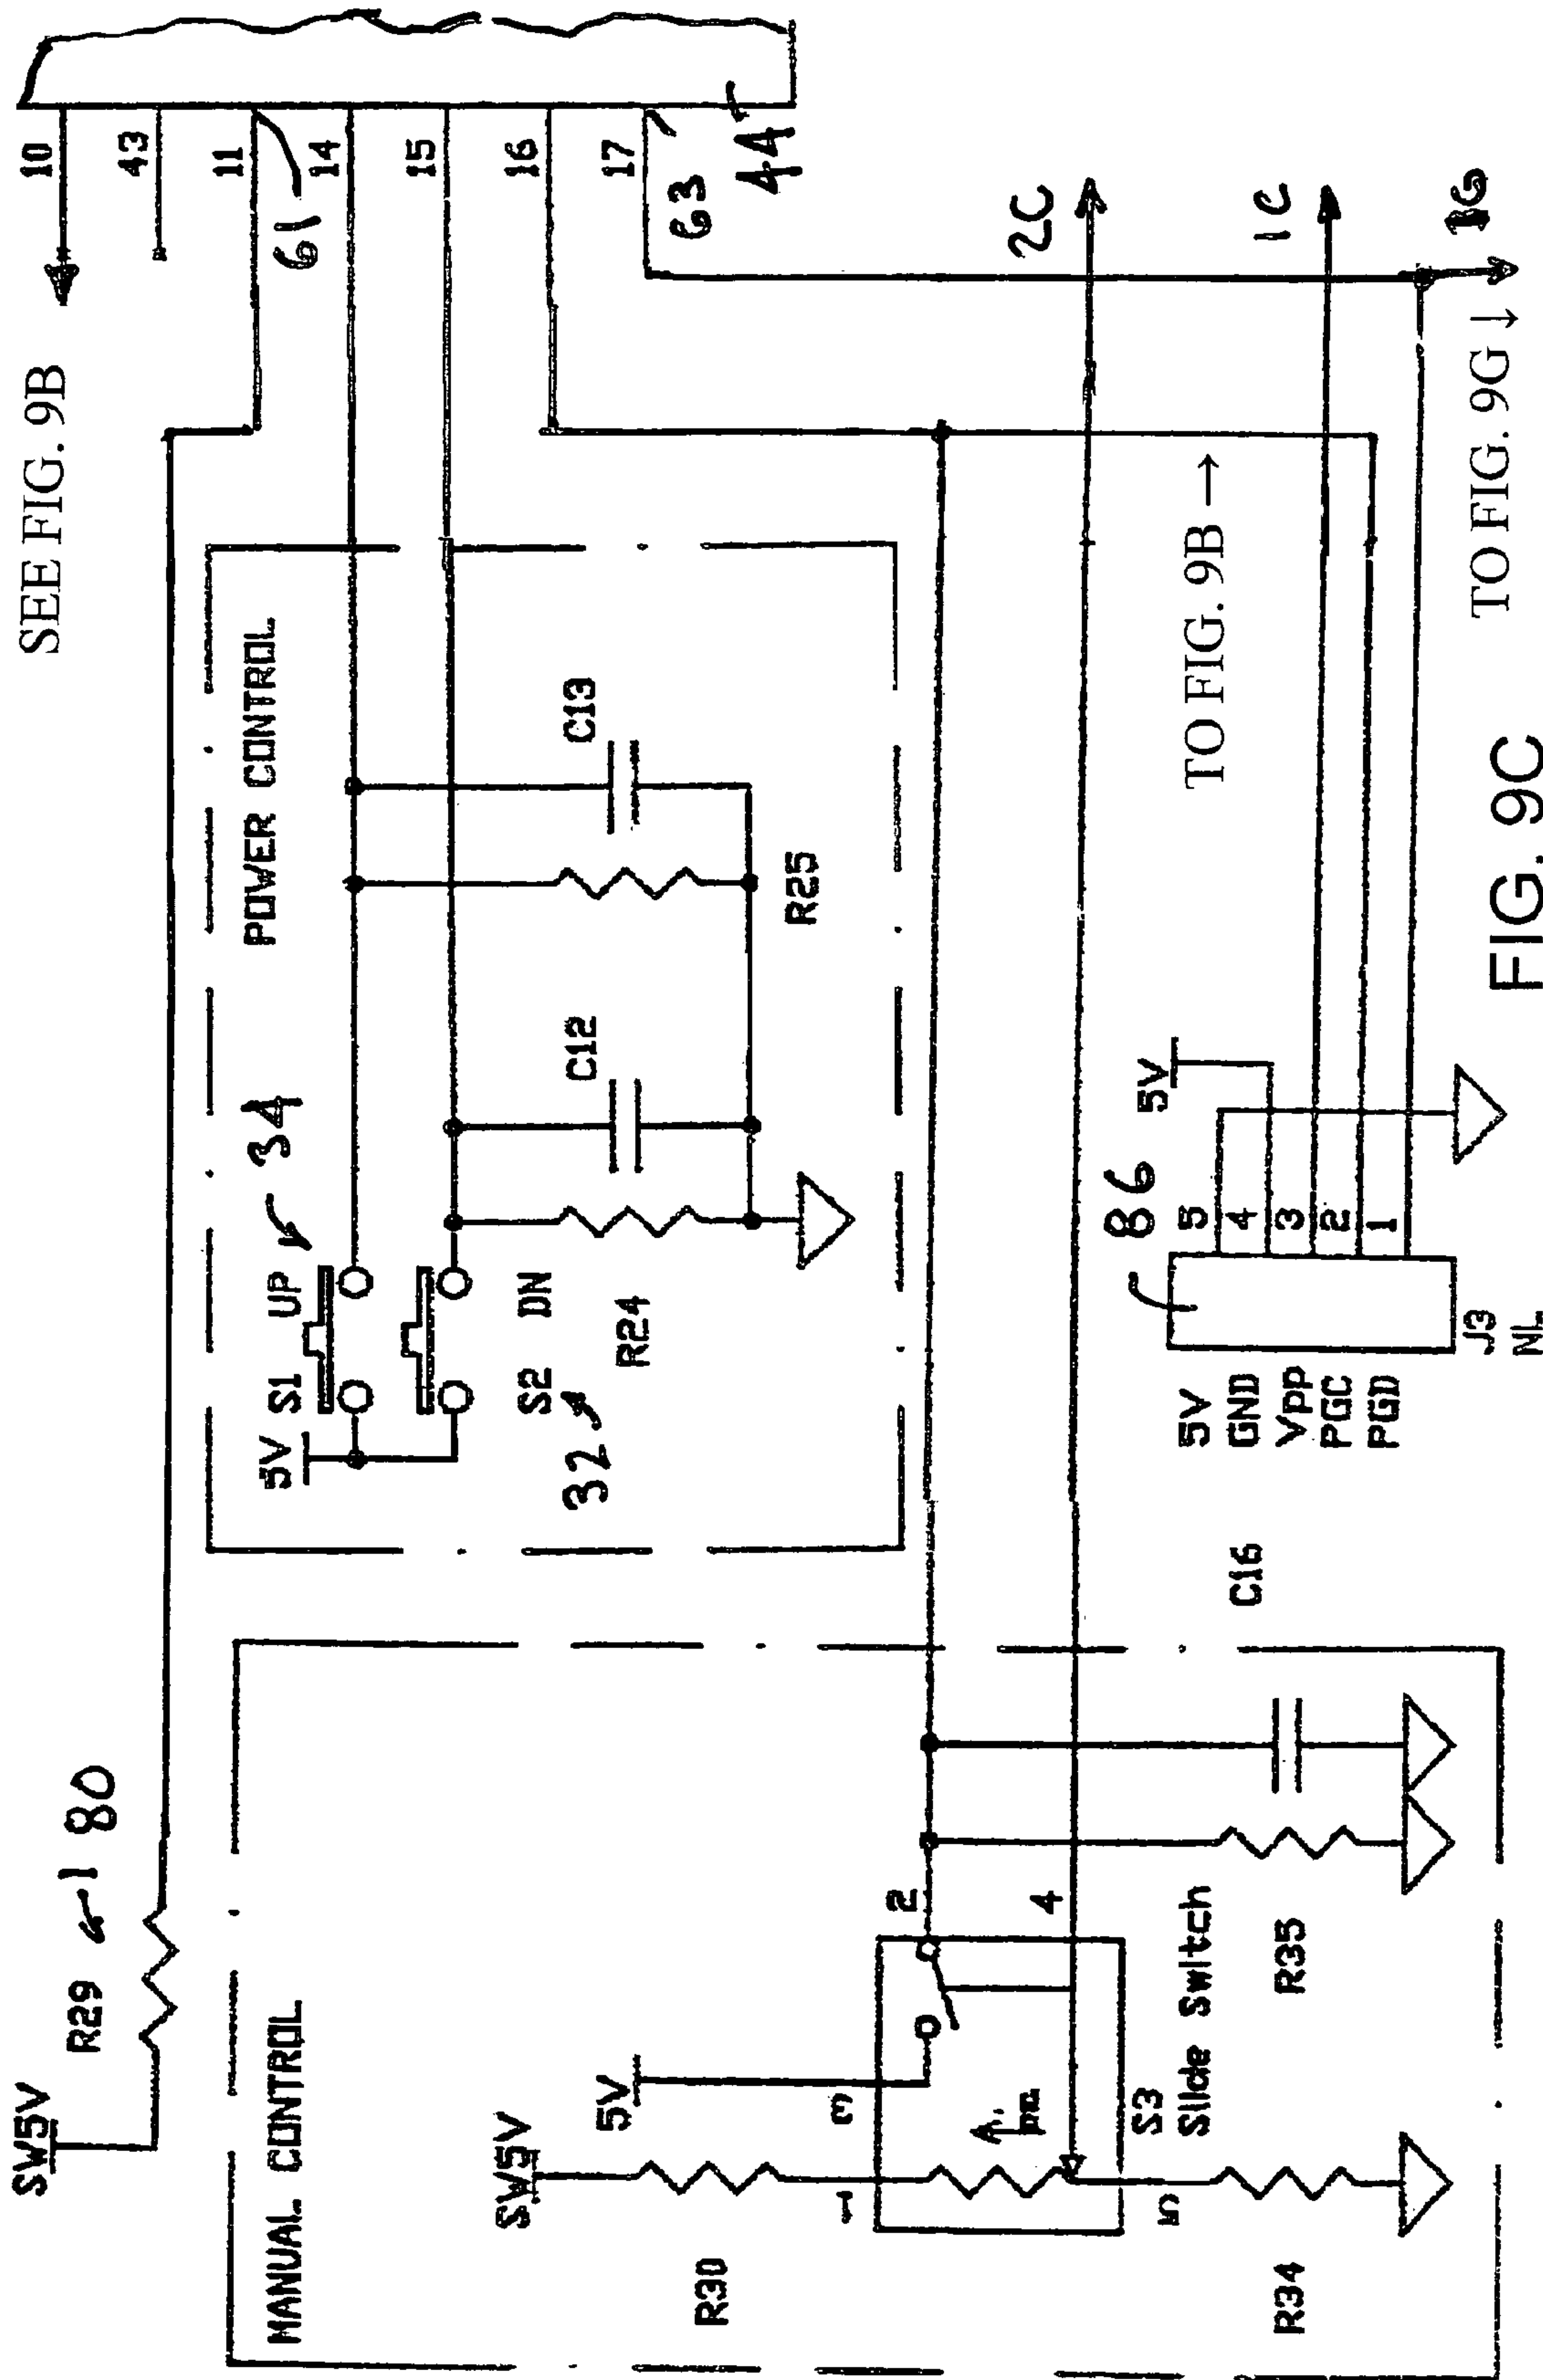 SEE FIG. 9B
10
43
11
14
15
16
17
61
63
44
SW5V
R29
180
POWER CONTROL
5V
S1 UP
34
S2 DN
32
R24
C12
C13
R25
MANUAL CONTROL
SW5V
5V
R30
1
3
2
4
5
S3
Slide Switch
R34
R35
C16
2C
1C
TO FIG. 9B →
86
5V
5V
GND
Vpp
PGC
PGD
5
4
3
2
1
J3
NL
TO FIG. 9G ↓
FIG. 9C